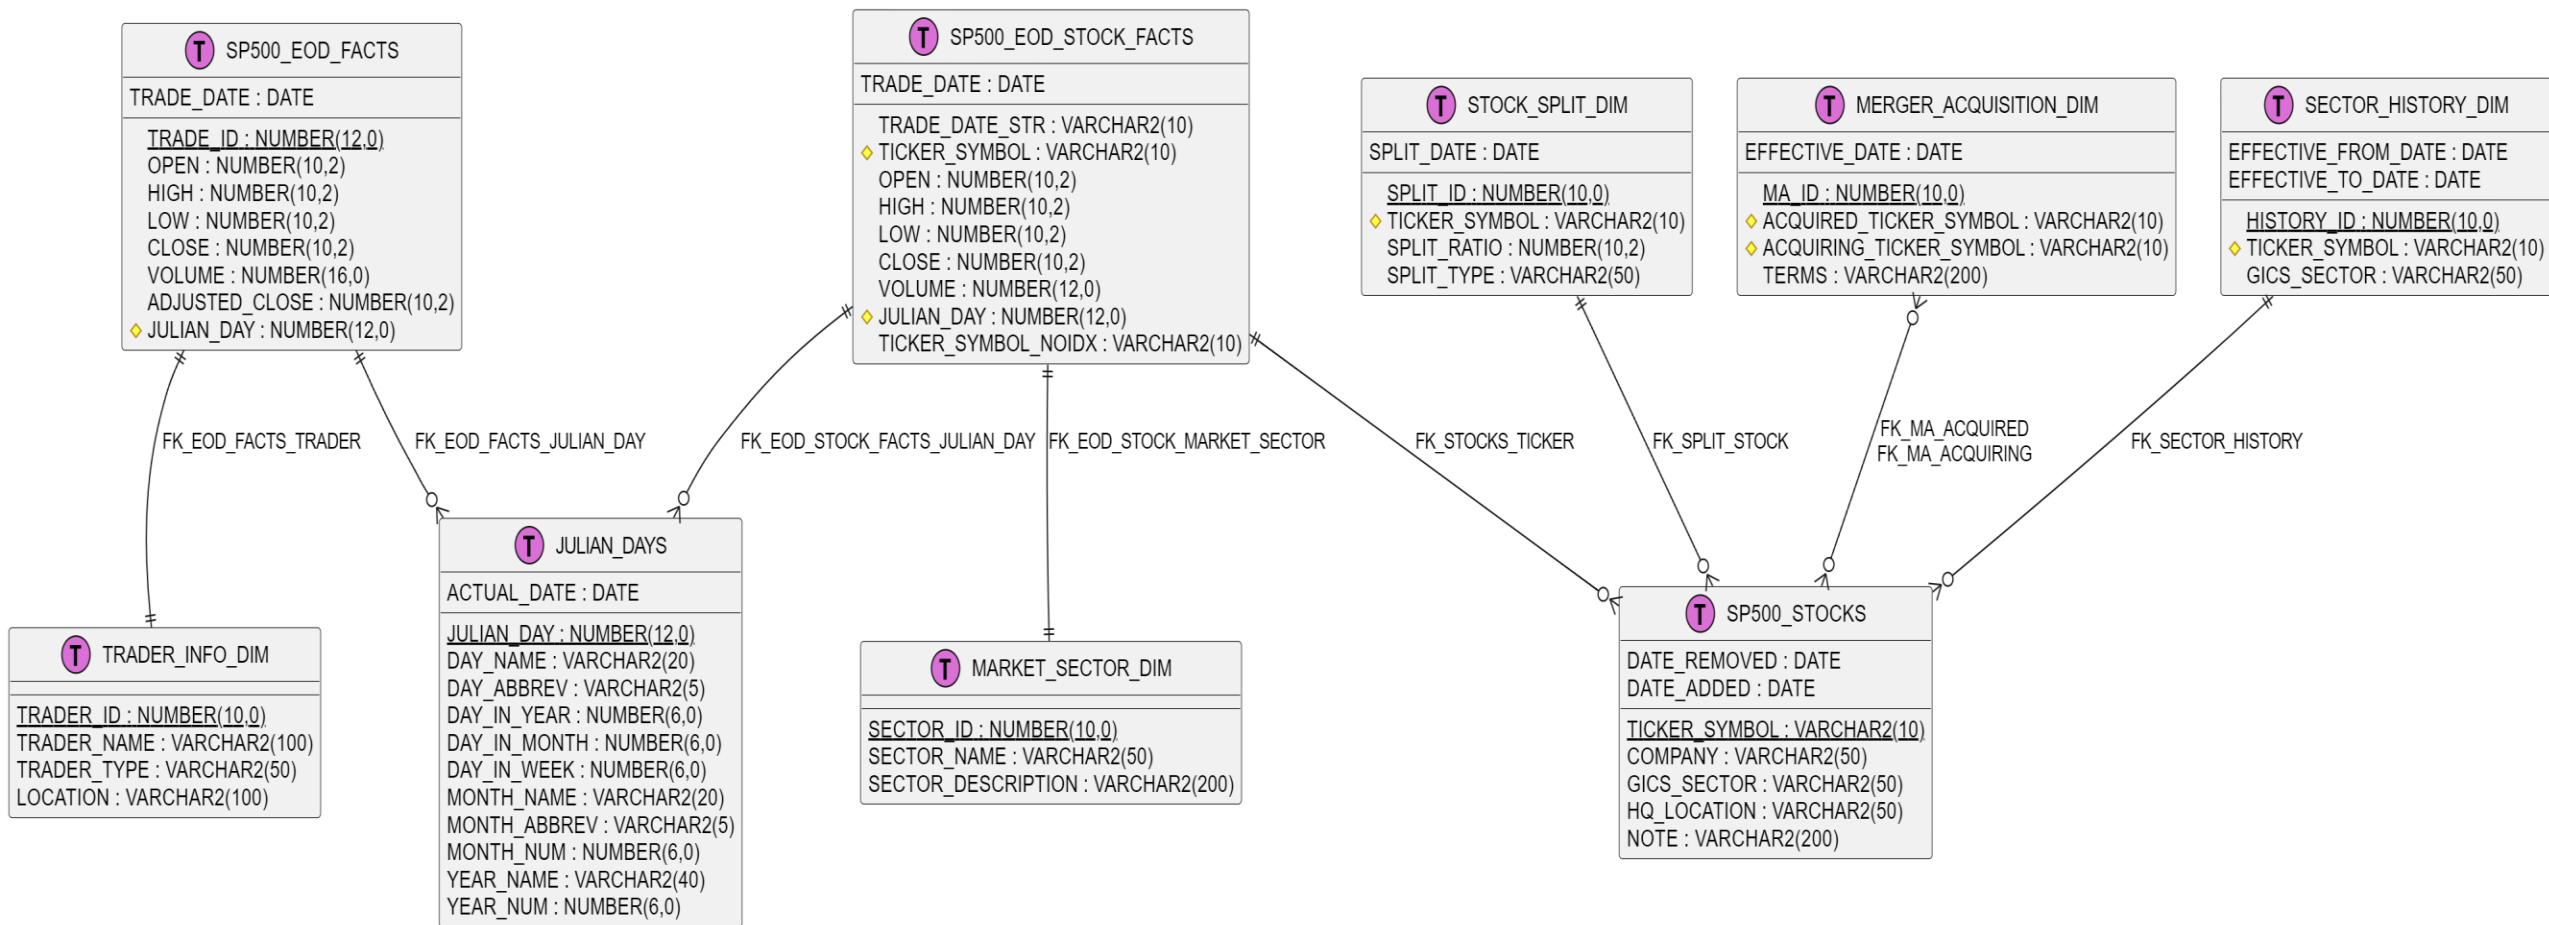 T SP500_EOD_FACTS
TRADE_DATE : DATE
TRADE_ID : NUMBER(12,0)
OPEN : NUMBER(10,2)
HIGH : NUMBER(10,2)
LOW : NUMBER(10,2)
CLOSE : NUMBER(10,2)
VOLUME : NUMBER(16,0)
ADJUSTED_CLOSE : NUMBER(10,2)
JULIAN_DAY : NUMBER(12,0)
T SP500_EOD_STOCK_FACTS
TRADE_DATE : DATE
TRADE_DATE_STR : VARCHAR2(10)
TICKER_SYMBOL : VARCHAR2(10)
OPEN : NUMBER(10,2)
HIGH : NUMBER(10,2)
LOW : NUMBER(10,2)
CLOSE : NUMBER(10,2)
VOLUME : NUMBER(12,0)
JULIAN_DAY : NUMBER(12,0)
TICKER_SYMBOL_NOIDX : VARCHAR2(10)
T STOCK_SPLIT_DIM
SPLIT_DATE : DATE
SPLIT_ID : NUMBER(10,0)
TICKER_SYMBOL : VARCHAR2(10)
SPLIT_RATIO : NUMBER(10,2)
SPLIT_TYPE : VARCHAR2(50)
T MERGER_ACQUISITION_DIM
EFFECTIVE_DATE : DATE
MA_ID : NUMBER(10,0)
ACQUIRED_TICKER_SYMBOL : VARCHAR2(10)
ACQUIRING_TICKER_SYMBOL : VARCHAR2(10)
TERMS : VARCHAR2(200)
T SECTOR_HISTORY_DIM
EFFECTIVE_FROM_DATE : DATE
EFFECTIVE_TO_DATE : DATE
HISTORY_ID : NUMBER(10,0)
TICKER_SYMBOL : VARCHAR2(10)
GICS_SECTOR : VARCHAR2(50)
FK_EOD_FACTS_TRADER
FK_EOD_FACTS_JULIAN_DAY
FK_EOD_STOCK_FACTS_JULIAN_DAY
FK_EOD_STOCK_MARKET_SECTOR
FK_STOCKS_TICKER
FK_SPLIT_STOCK
FK_MA_ACQUIRED
FK_MA_ACQUIRING
FK_SECTOR_HISTORY
T TRADER_INFO_DIM
TRADER_ID : NUMBER(10,0)
TRADER_NAME : VARCHAR2(100)
TRADER_TYPE : VARCHAR2(50)
LOCATION : VARCHAR2(100)
T JULIAN_DAYS
ACTUAL_DATE : DATE
JULIAN_DAY : NUMBER(12,0)
DAY_NAME : VARCHAR2(20)
DAY_ABBREV : VARCHAR2(5)
DAY_IN_YEAR : NUMBER(6,0)
DAY_IN_MONTH : NUMBER(6,0)
DAY_IN_WEEK : NUMBER(6,0)
MONTH_NAME : VARCHAR2(20)
MONTH_ABBREV : VARCHAR2(5)
MONTH_NUM : NUMBER(6,0)
YEAR_NAME : VARCHAR2(40)
YEAR_NUM : NUMBER(6,0)
T MARKET_SECTOR_DIM
SECTOR_ID : NUMBER(10,0)
SECTOR_NAME : VARCHAR2(50)
SECTOR_DESCRIPTION : VARCHAR2(200)
T SP500_STOCKS
DATE_REMOVED : DATE
DATE_ADDED : DATE
TICKER_SYMBOL : VARCHAR2(10)
COMPANY : VARCHAR2(50)
GICS_SECTOR : VARCHAR2(50)
HQ_LOCATION : VARCHAR2(50)
NOTE : VARCHAR2(200)